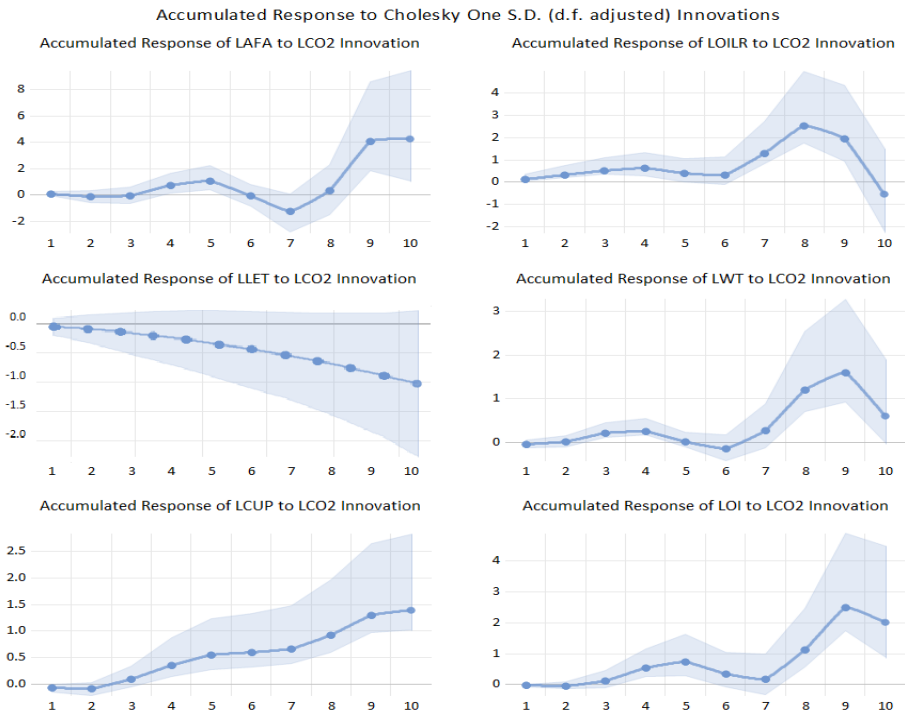 Accumulated Response to Cholesky One S.D. (d.f. adjusted) Innovations
Accumulated Response of LAFA to LCO2 Innovation
8
6
4
2
0
-2
1 2 3 4 5 6 7 8 9 10
Accumulated Response of LOILR to LCO2 Innovation
4
3
2
1
0
-1
-2
1 2 3 4 5 6 7 8 9 10
Accumulated Response of LLET to LCO2 Innovation
0.0
-0.5
-1.0
-1.5
-2.0
1 2 3 4 5 6 7 8 9 10
Accumulated Response of LWT to LCO2 Innovation
3
2
1
0
1 2 3 4 5 6 7 8 9 10
Accumulated Response of LCUP to LCO2 Innovation
2.5
2.0
1.5
1.0
0.5
0.0
1 2 3 4 5 6 7 8 9 10
Accumulated Response of LOI to LCO2 Innovation
4
3
2
1
0
1 2 3 4 5 6 7 8 9 10